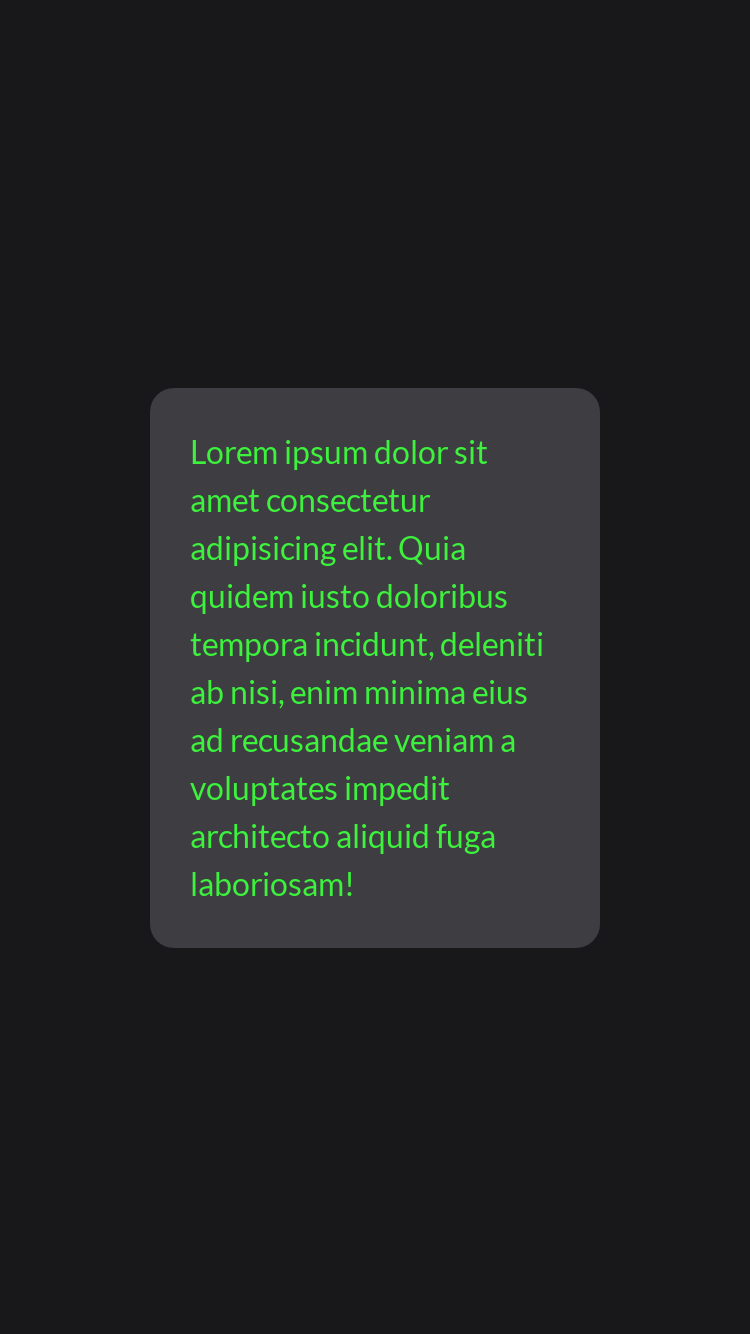 Lorem ipsum dolor sit
amet consectetur
adipisicing elit. Quia
quidem iusto doloribus
tempora incidunt, deleniti
ab nisi, enim minima eius
ad recusandae veniam a
voluptates impedit
architecto aliquid fuga
laboriosam!